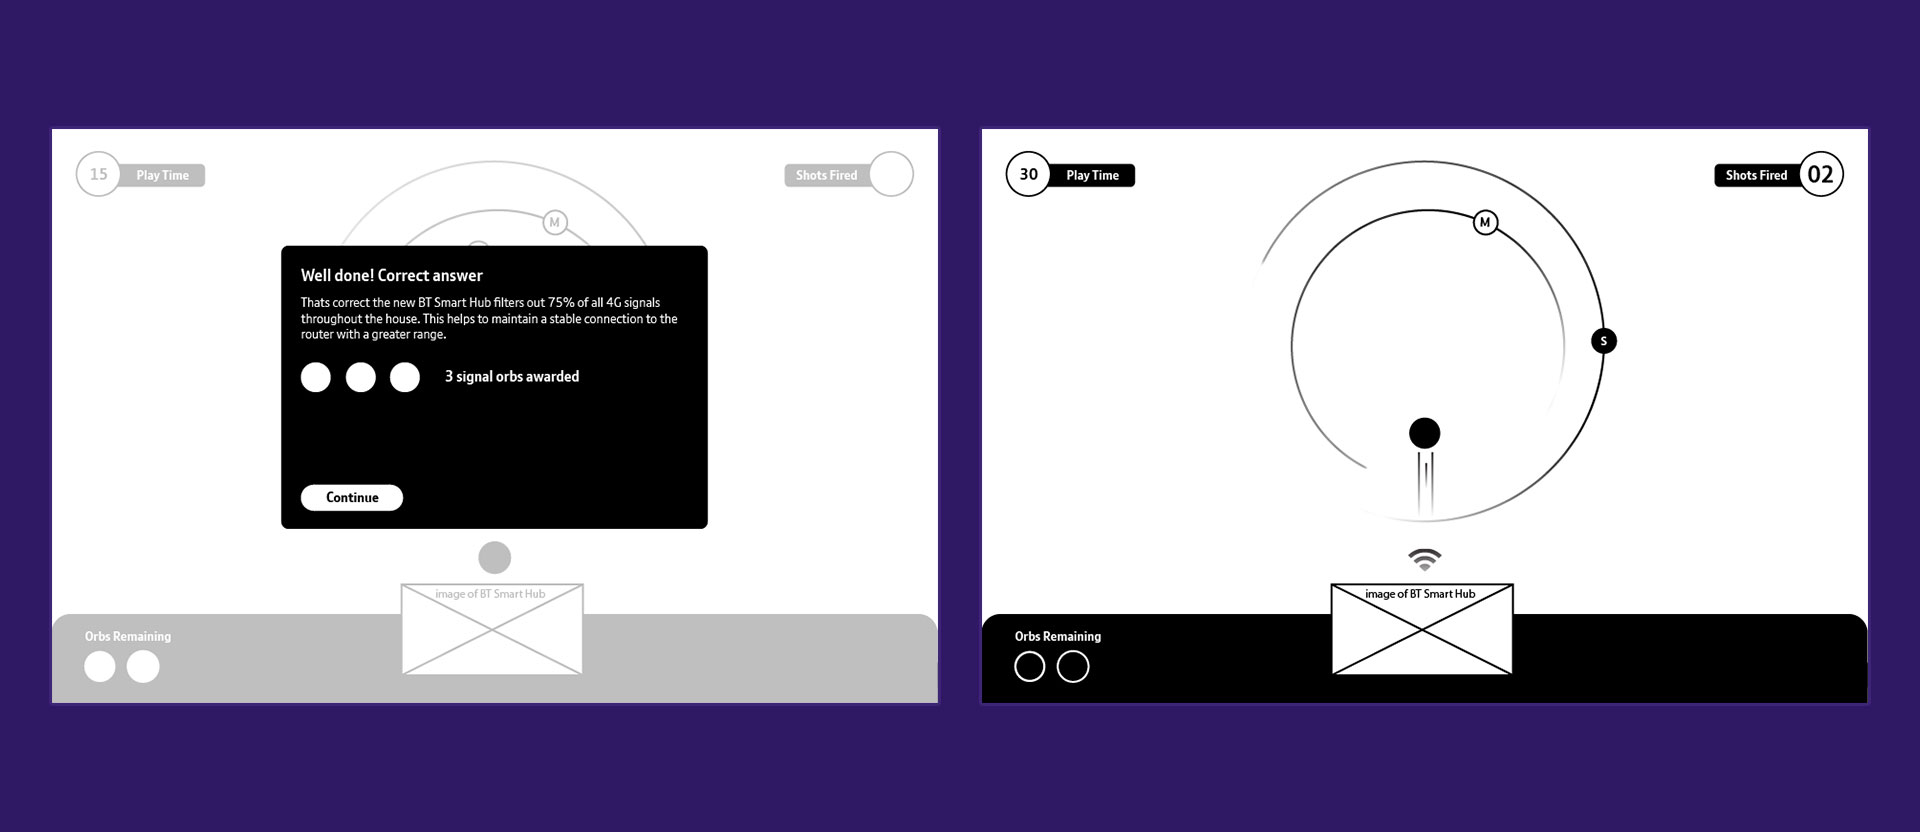 15
Play Time
Shots Fired
M
Well done! Correct answer
Thats correct the new BT Smart Hub filters out 75% of all 4G signals
throughout the house. This helps to maintain a stable connection to the
router with a greater range.
3 signal orbs awarded
Continue
image of BT Smart Hub
Orbs Remaining
30
Play Time
Shots Fired
02
M
S
image of BT Smart Hub
Orbs Remaining